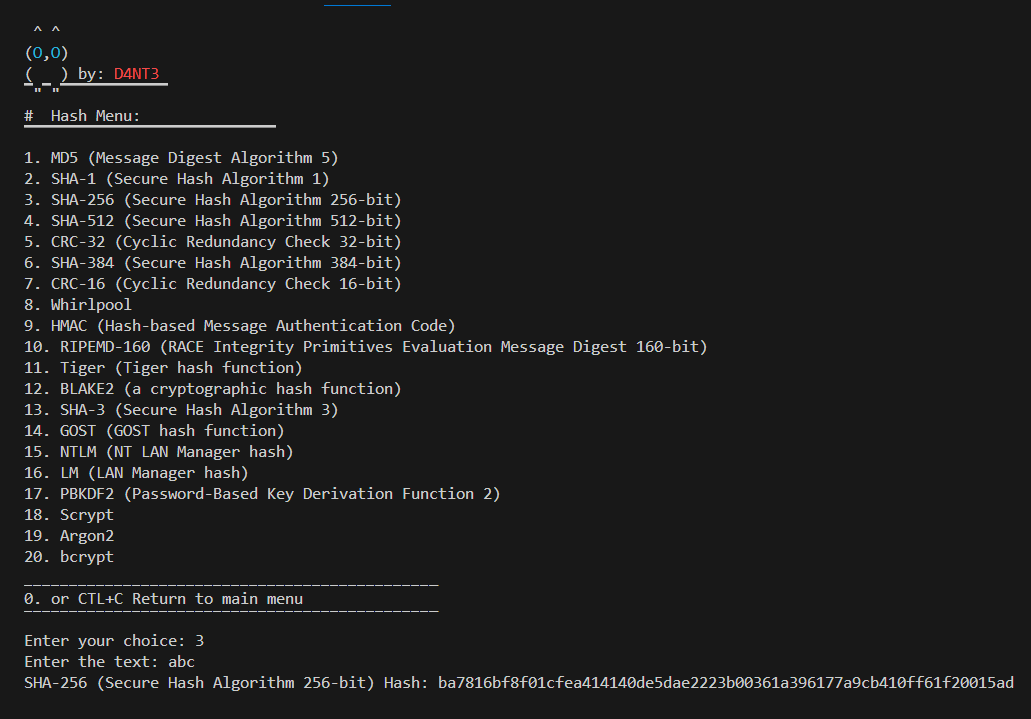 ^ ^
(O,O)
(   ) by: D4NT3
" "
#  Hash Menu:
1. MD5 (Message Digest Algorithm 5)
2. SHA-1 (Secure Hash Algorithm 1)
3. SHA-256 (Secure Hash Algorithm 256-bit)
4. SHA-512 (Secure Hash Algorithm 512-bit)
5. CRC-32 (Cyclic Redundancy Check 32-bit)
6. SHA-384 (Secure Hash Algorithm 384-bit)
7. CRC-16 (Cyclic Redundancy Check 16-bit)
8. Whirlpool
9. HMAC (Hash-based Message Authentication Code)
10. RIPEMD-160 (RACE Integrity Primitives Evaluation Message Digest 160-bit)
11. Tiger (Tiger hash function)
12. BLAKE2 (a cryptographic hash function)
13. SHA-3 (Secure Hash Algorithm 3)
14. GOST (GOST hash function)
15. NTLM (NT LAN Manager hash)
16. LM (LAN Manager hash)
17. PBKDF2 (Password-Based Key Derivation Function 2)
18. Scrypt
19. Argon2
20. bcrypt
0. or CTL+C Return to main menu
Enter your choice: 3
Enter the text: abc
SHA-256 (Secure Hash Algorithm 256-bit) Hash: ba7816bf8f01cfea414140de5dae2223b00361a396177a9cb410ff61f20015ad